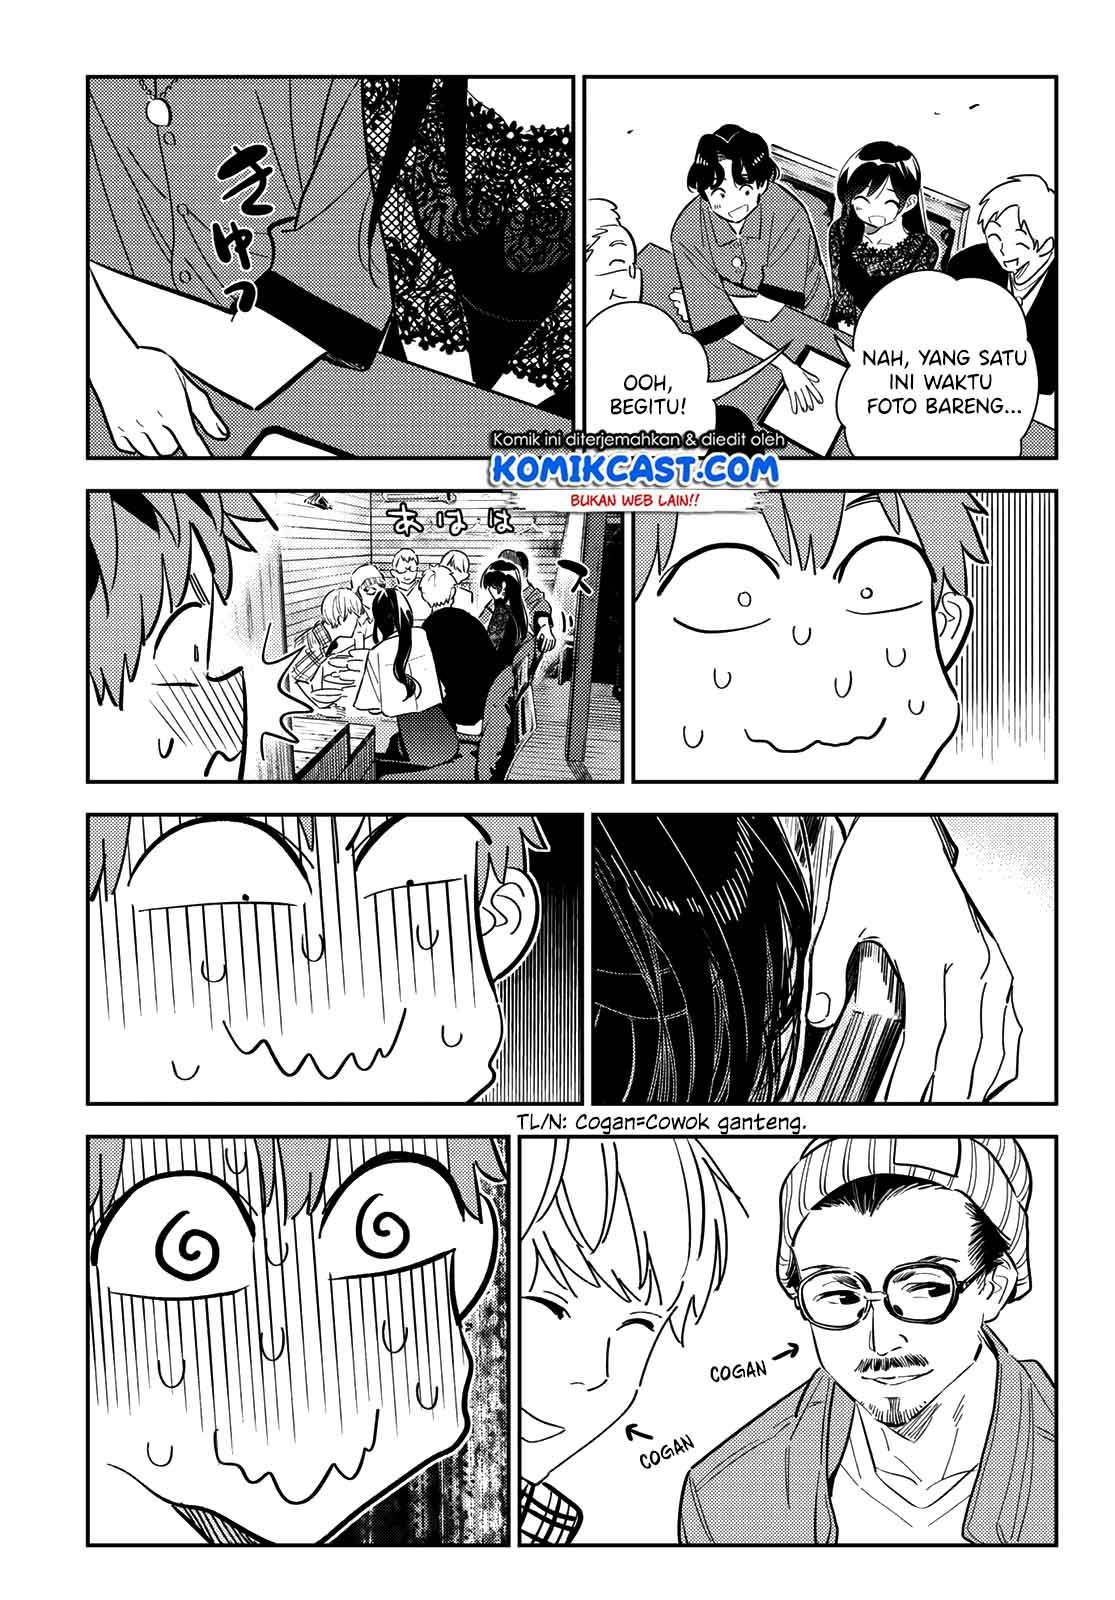 きゅっ
NAH, YANG SATU
INI WAKTU
FOTO BARENG...
OOH,
BEGITU!
Komik ini diterjemahkan & diedit oleh
KOMIKCAST.COM
BUKAN WEB LAIN!!
あはは
ス
TL/N: Cogan=Cowok ganteng.
COGAN
COGAN